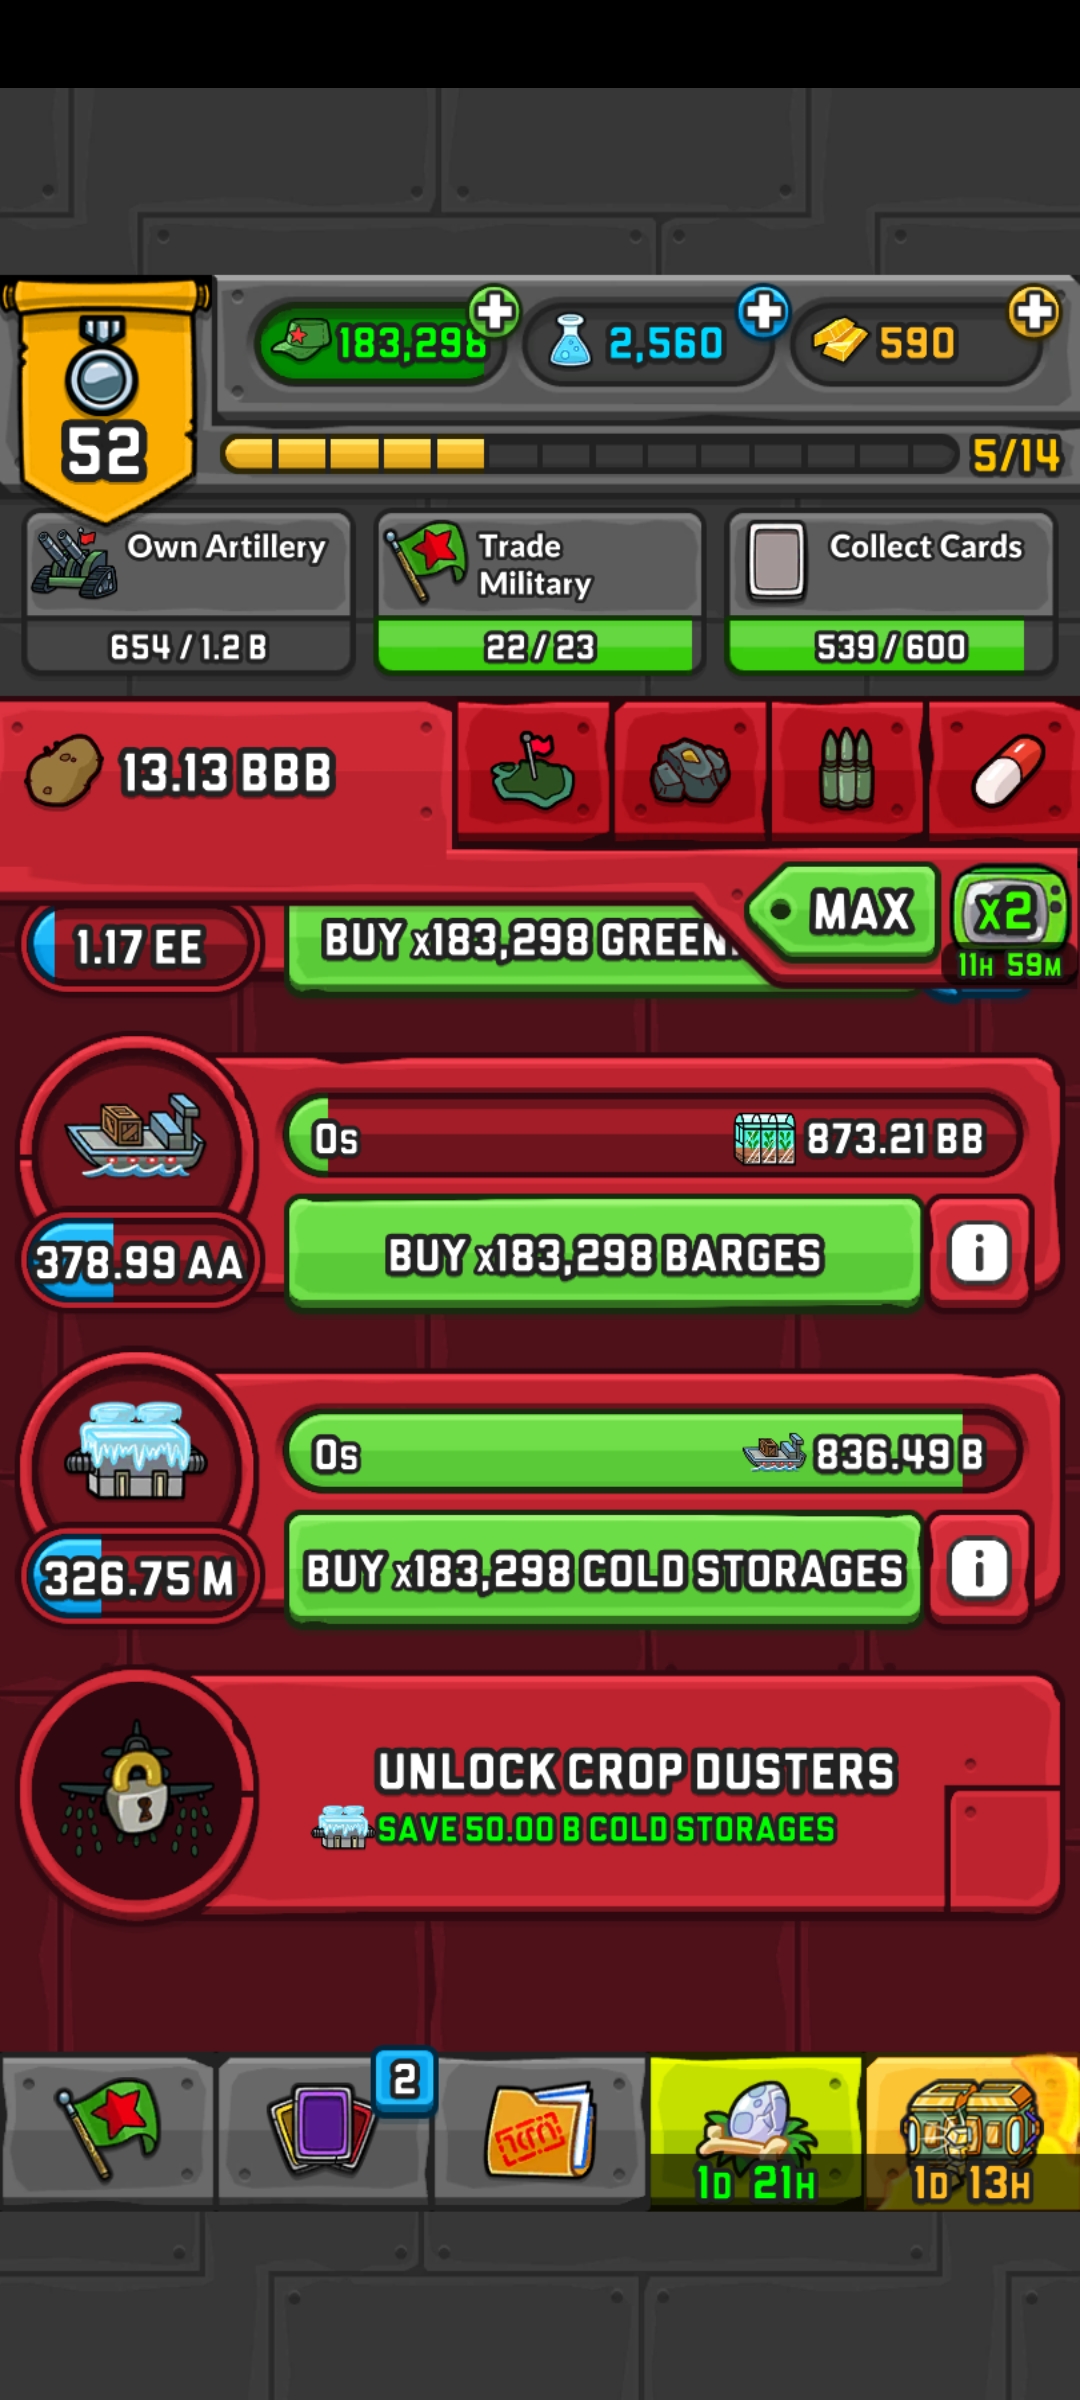 183,298
2,560
590
52
5/14
Own Artillery
654 / 1.2 B
Trade
Military
22 / 23
Collect Cards
539 / 600
13.13 BBB
MAX
x2
11H 59M
1.17 EE
BUY x183,298 GREEN
0s
873.21 BB
378.99 AA
BUY x183,298 BARGES
i
0s
836.49 B
326.75 M
BUY x183,298 COLD STORAGES
i
UNLOCK CROP DUSTERS
SAVE 50.00 B COLD STORAGES
2
1D 21H
1D 13H